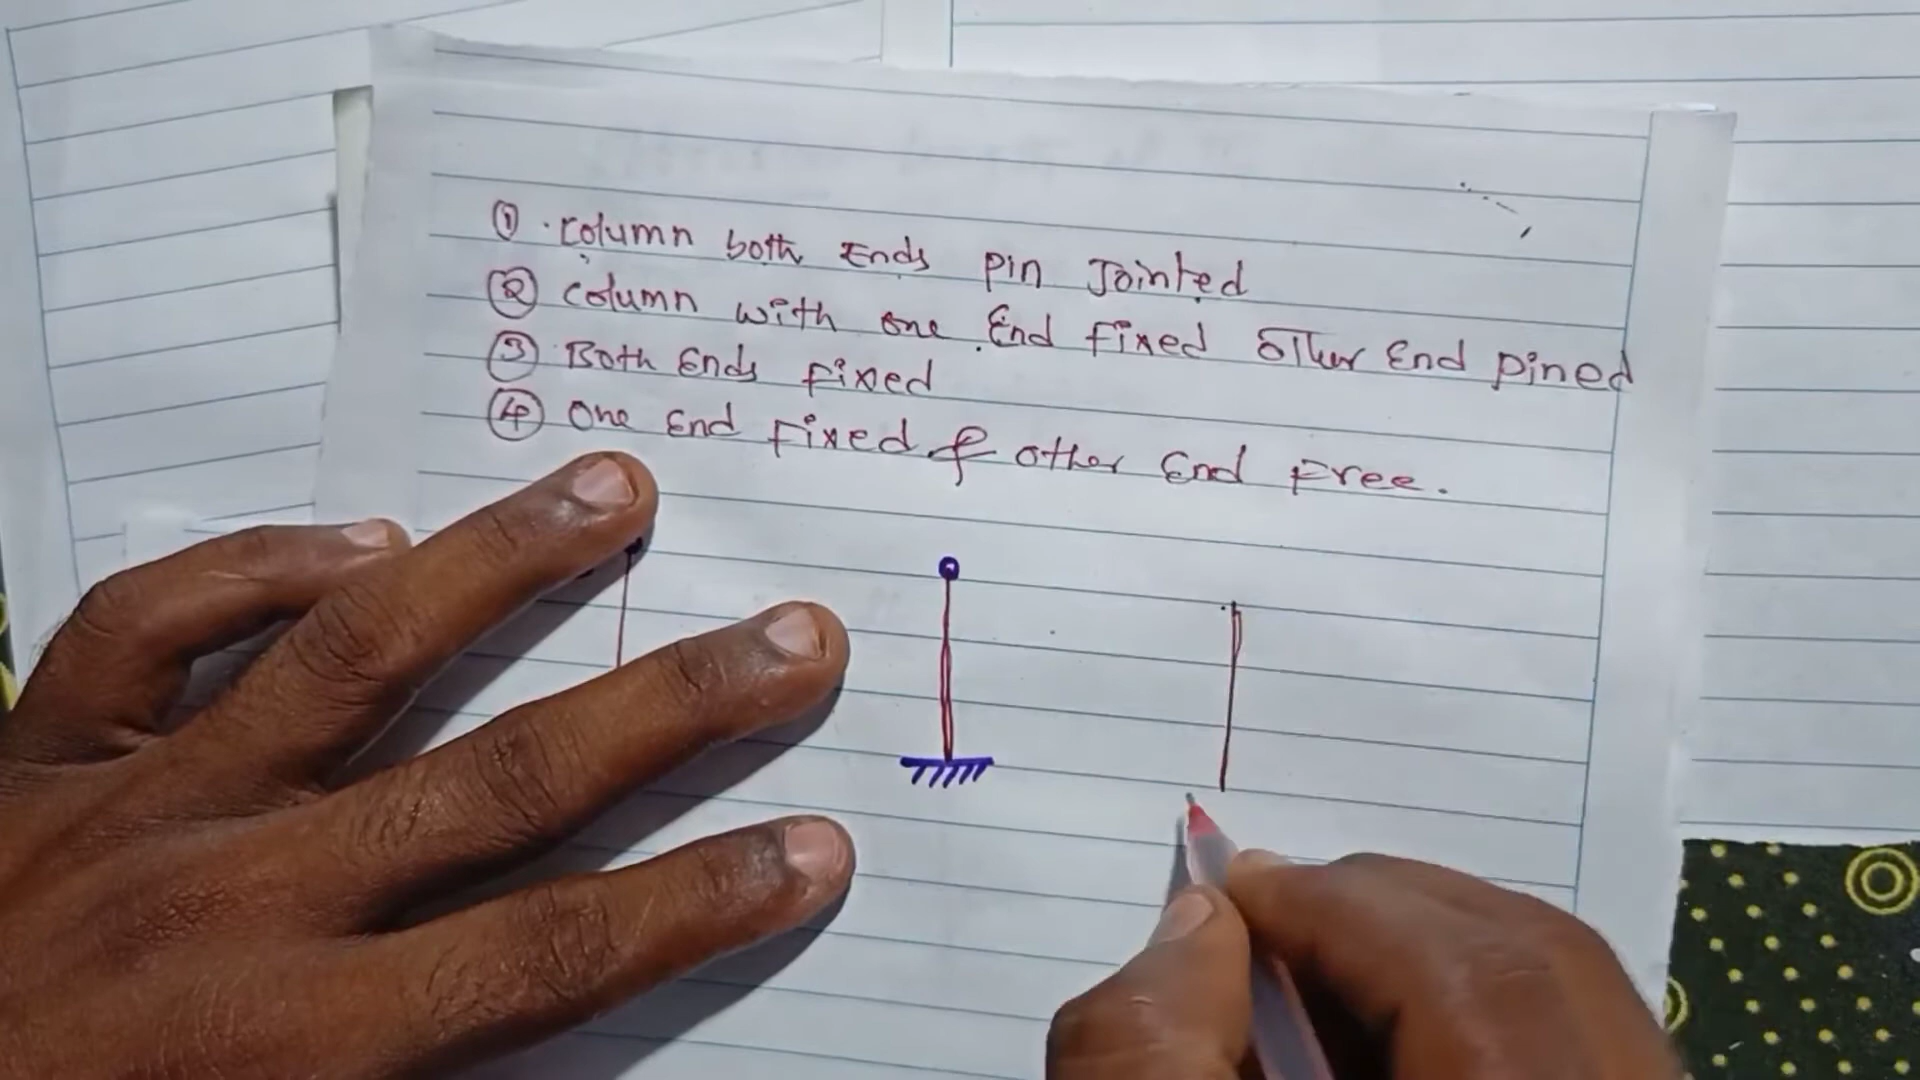 ① column both Ends pin Jointed
② column with one End fixed other End pined
③ Both Ends fixed
④ One End Fixed & other End Free.